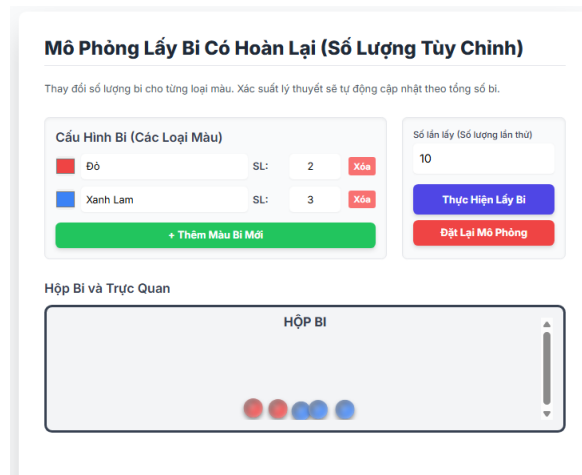 Mô Phỏng Lấy Bi Có Hoàn Lại (Số Lượng Tùy Chỉnh)
Thay đổi số lượng bi cho từng loại màu. Xác suất lý thuyết sẽ tự động cập nhật theo tổng số bi.
Cấu Hình Bi (Các Loại Màu)
Đỏ SL: 2 Xóa
Xanh Lam SL: 3 Xóa
+ Thêm Màu Bi Mới
Số lần lấy (Số lượng lần thử)
10
Thực Hiện Lấy Bi
Đặt Lại Mô Phỏng
Hộp Bi và Trực Quan
HỘP BI